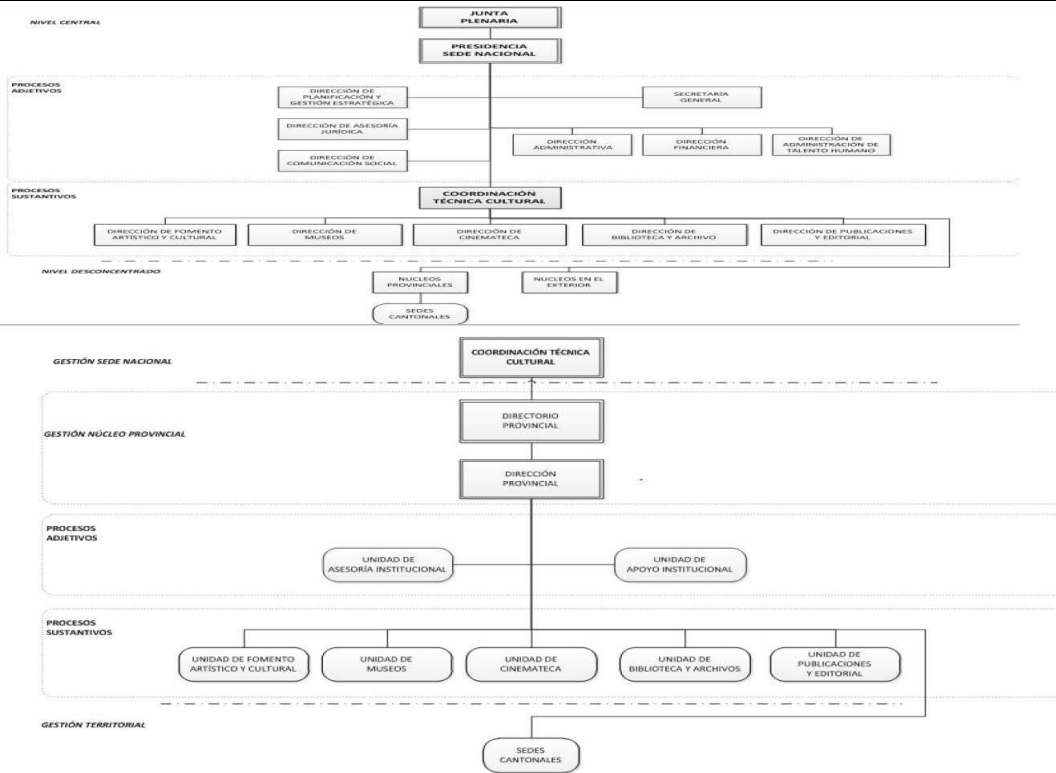 NIVEL CENTRAL
JUNTA
PLENARIA
PRESIDENCIA
SEDE NACIONAL
PROCESOS
ADJETIVOS
DIRECCIÓN DE
PLANIFICACIÓN Y
GESTIÓN ESTRATÉGICA
SECRETARÍA
GENERAL
DIRECCIÓN DE ASESORÍA
JURÍDICA
DIRECCIÓN
ADMINISTRATIVA
DIRECCIÓN
FINANCIERA
DIRECCIÓN DE
ADMINISTRACIÓN DE
TALENTO HUMANO
DIRECCIÓN DE
COMUNICACIÓN SOCIAL
PROCESOS
SUSTANTIVOS
COORDINACIÓN
TÉCNICA CULTURAL
DIRECCIÓN DE FOMENTO
ARTÍSTICO Y CULTURAL
DIRECCIÓN DE
MUSEOS
DIRECCIÓN DE
CINEMATECA
DIRECCIÓN DE
BIBLIOTECA Y ARCHIVO
DIRECCIÓN DE PUBLICACIONES
Y EDITORIAL
NIVEL DESCONCENTRADO
NUCLEOS
PROVINCIALES
NUCLEOS EN EL
EXTERIOR
SEDES
CANTONALES
GESTIÓN SEDE NACIONAL
COORDINACIÓN TÉCNICA
CULTURAL
GESTIÓN NÚCLEO PROVINCIAL
DIRECTORIO
PROVINCIAL
DIRECCIÓN
PROVINCIAL
PROCESOS
ADJETIVOS
UNIDAD DE
ASESORÍA INSTITUCIONAL
UNIDAD DE
APOYO INSTITUCIONAL
PROCESOS
SUSTANTIVOS
UNIDAD DE FOMENTO
ARTÍSTICO Y CULTURAL
UNIDAD DE
MUSEOS
UNIDAD DE
CINEMATECA
UNIDAD DE
BIBLIOTECA Y ARCHIVOS
UNIDAD DE
PUBLICACIONES
Y EDITORIAL
GESTIÓN TERRITORIAL
SEDES
CANTONALES